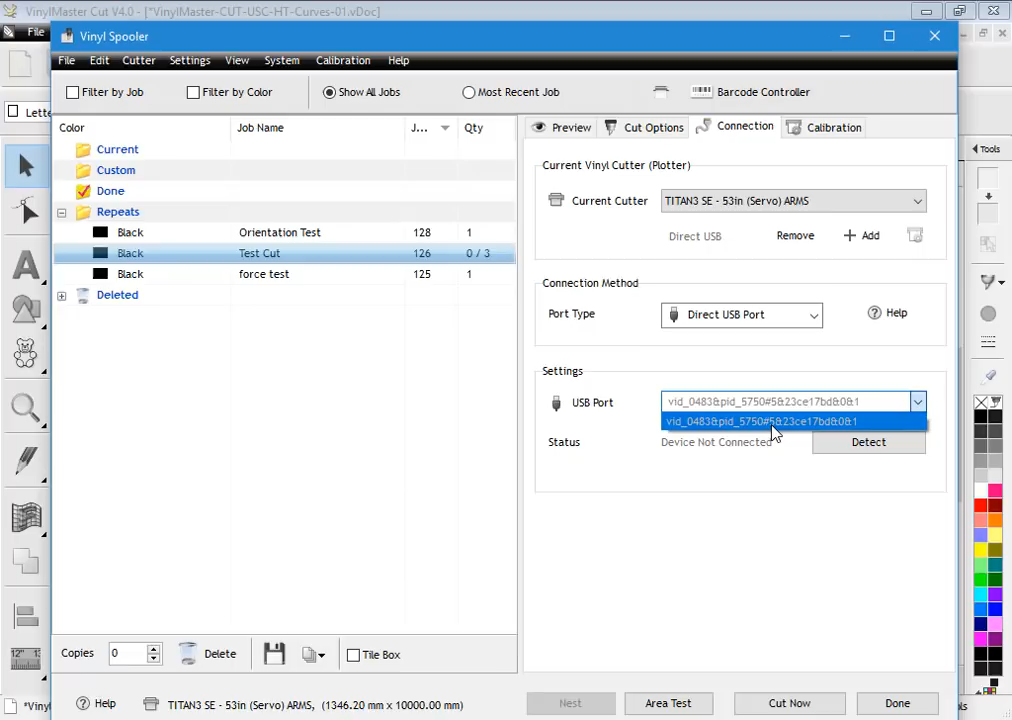 VinylMaster Cut V4.0 - [*VinylMaster-CUT-USC-HT-Curves-01.vDoc]
File
Vinyl Spooler
File Edit Cutter Settings View System Calibration Help
Filter by Job Filter by Color Show All Jobs Most Recent Job Barcode Controller
Lette
Color Job Name J... Qty
Preview Cut Options Connection Calibration
Tools
Current
Custom
Done
Repeats
Black Orientation Test 128 1
Black Test Cut 126 0 / 3
Black force test 125 1
Deleted
Current Vinyl Cutter (Plotter)
Current Cutter TITAN3 SE - 53in (Servo) ARMS
Direct USB Remove Add
Connection Method
Port Type Direct USB Port Help
Settings
USB Port vid_0483&pid_5750#5&23ce17bd&0&1
vid_0483&pid_5750#5&23ce17bd&0&1
Status Device Not Connected Detect
Copies 0 Delete Tile Box
12"
Help TITAN3 SE - 53in (Servo) ARMS, (1346.20 mm x 10000.00 mm)
Nest Area Test Cut Now Done
*Vinyl